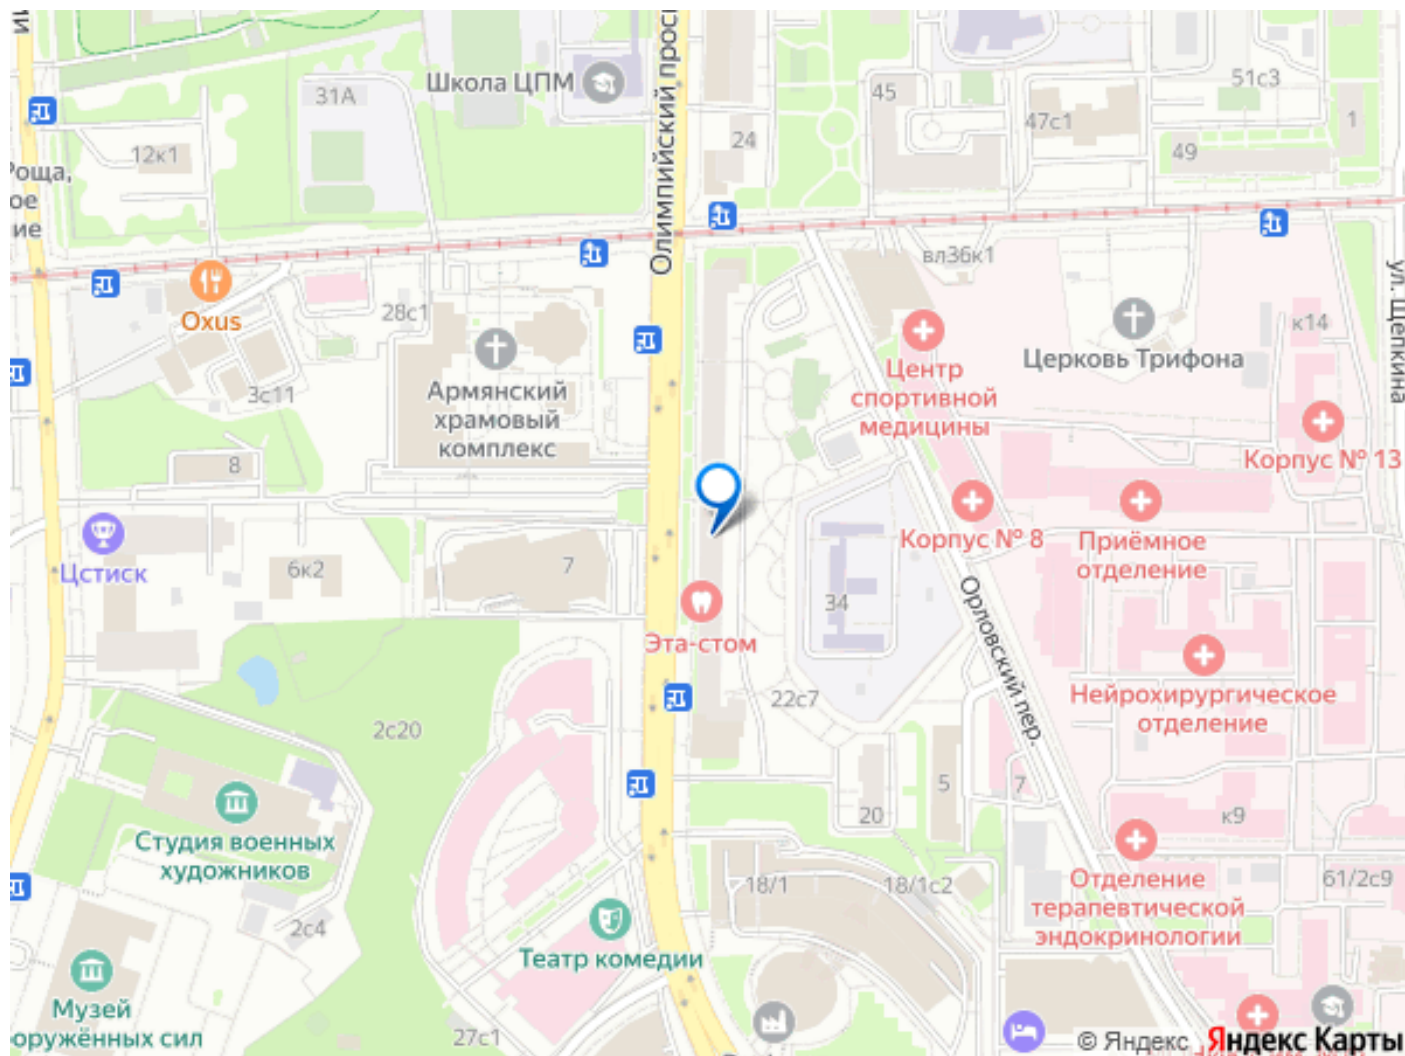 Школа ЦПМ
31А
12к1
Роща,
ое
ие
Олимпийский просп
45
24
47с1
51с3
1
49
вл36к1
ул. Щепкина
Oxus
28с1
3с11
8
Армянский
храмовый
комплекс
Центр
спортивной
медицины
Церковь Трифона
к14
Корпус № 13
Корпус № 8
Приёмное
отделение
Цстиск
6к2
7
34
Эта-стом
Орловский пер.
Нейрохирургическое
отделение
22с7
2с20
5
7
20
к9
Студия военных
художников
18/1
18/1с2
61/2с9
Отделение
терапевтической
эндокринологии
2с4
Театр комедии
Музей
оружённых сил
27с1
© Яндекс Яндекс Карты